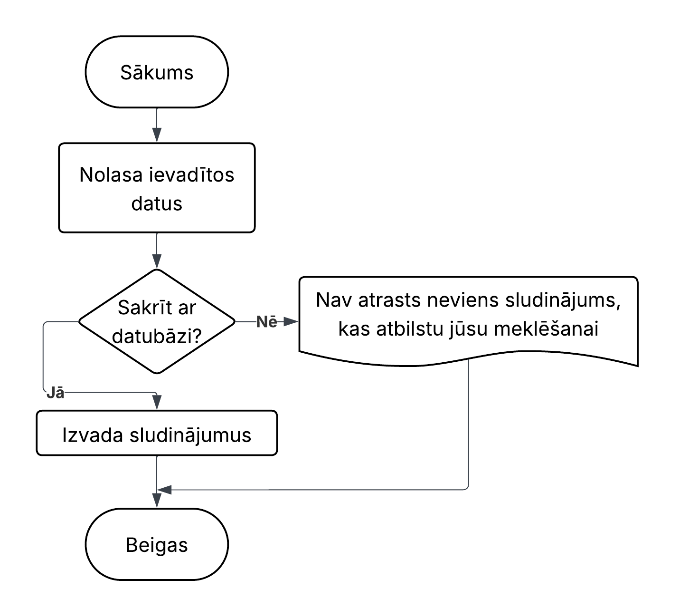 Sākums
Nolasa ievadītos
datus
Sakrīt ar
datubāzi?
Nē
Nav atrasts neviens sludinājums,
kas atbilstu jūsu meklēšanai
Jā
Izvada sludinājumus
Beigas